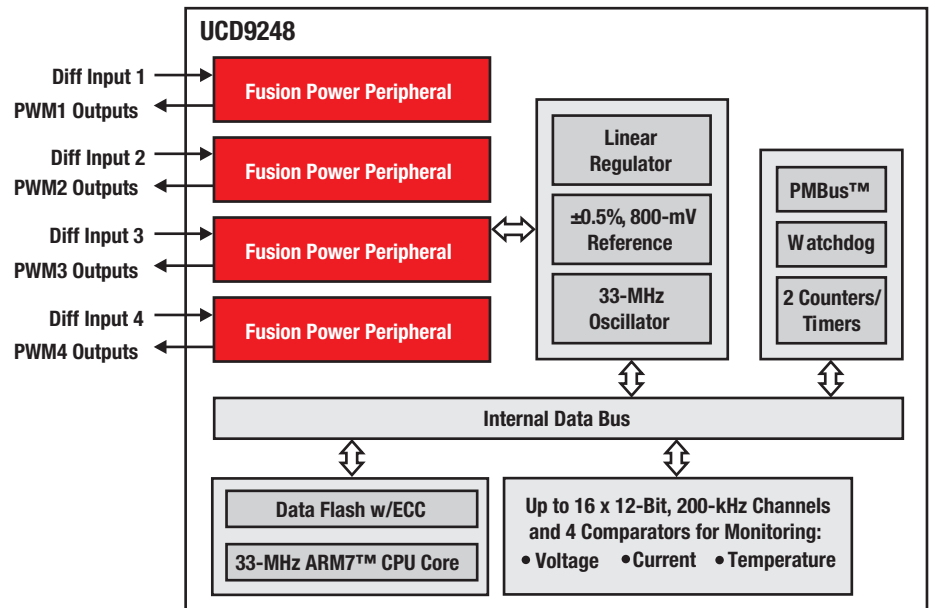 UCD9248
Diff Input 1
PWM1 Outputs
Fusion Power Peripheral
Diff Input 2
PWM2 Outputs
Fusion Power Peripheral
Diff Input 3
PWM3 Outputs
Fusion Power Peripheral
Diff Input 4
PWM4 Outputs
Fusion Power Peripheral
Linear
Regulator
±0.5%, 800-mV
Reference
33-MHz
Oscillator
PMBus™
Watchdog
2 Counters/
Timers
Internal Data Bus
Data Flash w/ECC
33-MHz ARM7™ CPU Core
Up to 16 x 12-Bit, 200-kHz Channels
and 4 Comparators for Monitoring:
• Voltage • Current • Temperature